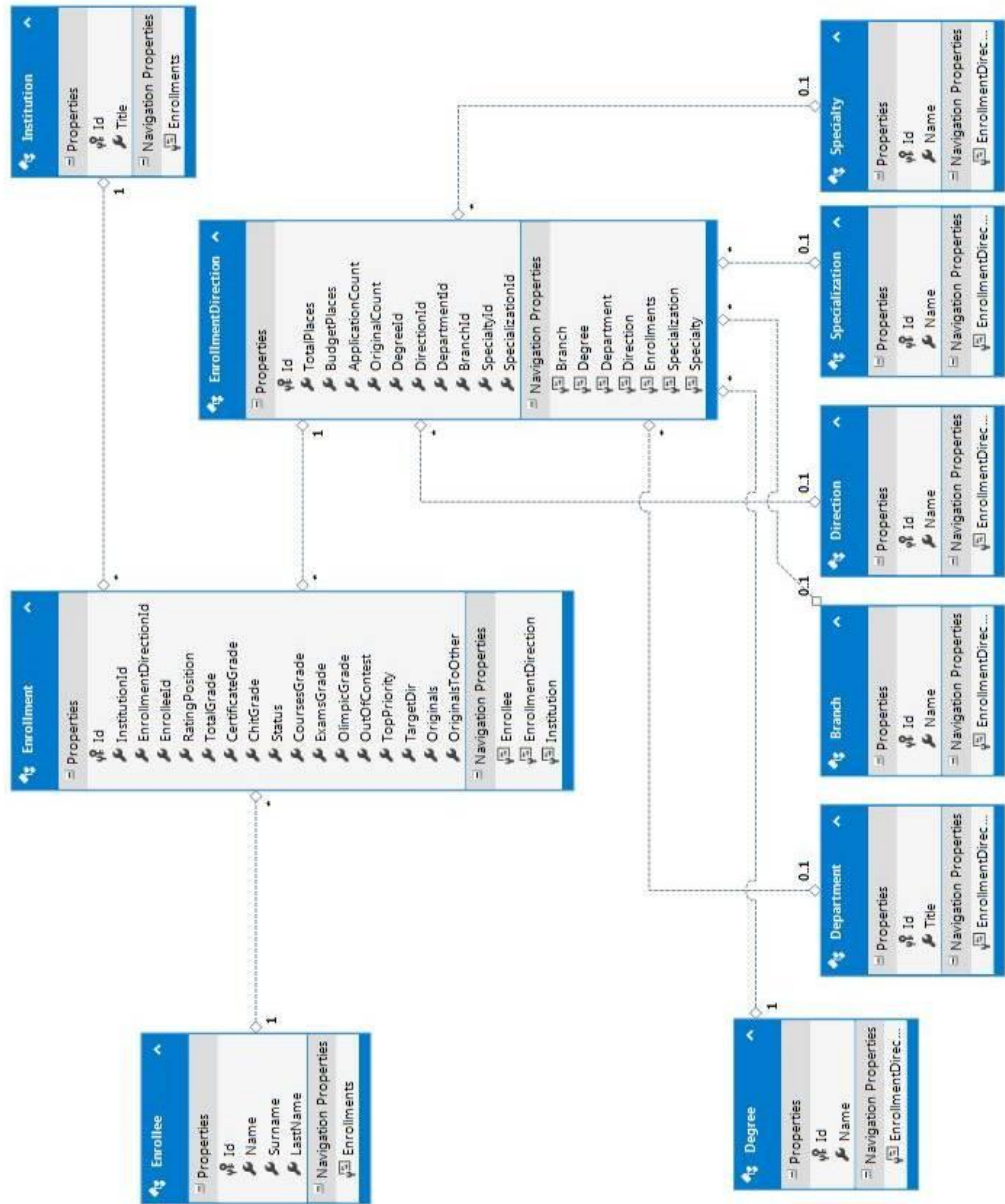 Enrollee
Properties
Id
Name
Surname
LastName
Navigation Properties
Enrollments
1
*
Enrollment
Properties
Id
InstitutionId
EnrollmentDirectionId
EnrolleeId
RatingPosition
TotalGrade
CertificateGrade
ChitGrade
Status
CoursesGrade
ExamsGrade
OlimpicGrade
OutOfContest
TopPriority
TargetDir
Originals
OriginalsToOther
Navigation Properties
Enrollee
EnrollmentDirection
Institution
*
1
Institution
Properties
Id
Title
Navigation Properties
Enrollments
*
1
EnrollmentDirection
Properties
Id
TotalPlaces
BudgetPlaces
ApplicationCount
OriginalCount
DegreeId
DirectionId
DepartmentId
BranchId
SpecialtyId
SpecializationId
Navigation Properties
Branch
Degree
Department
Direction
Enrollments
Specialization
Specialty
*
*
*
*
*
*
1
Degree
Properties
Id
Name
Navigation Properties
EnrollmentDirec...
0..1
Department
Properties
Id
Title
Navigation Properties
EnrollmentDirec...
0..1
Branch
Properties
Id
Name
Navigation Properties
EnrollmentDirec...
0..1
Direction
Properties
Id
Name
Navigation Properties
EnrollmentDirec...
0..1
Specialization
Properties
Id
Name
Navigation Properties
EnrollmentDirec...
0..1
Specialty
Properties
Id
Name
Navigation Properties
EnrollmentDirec...